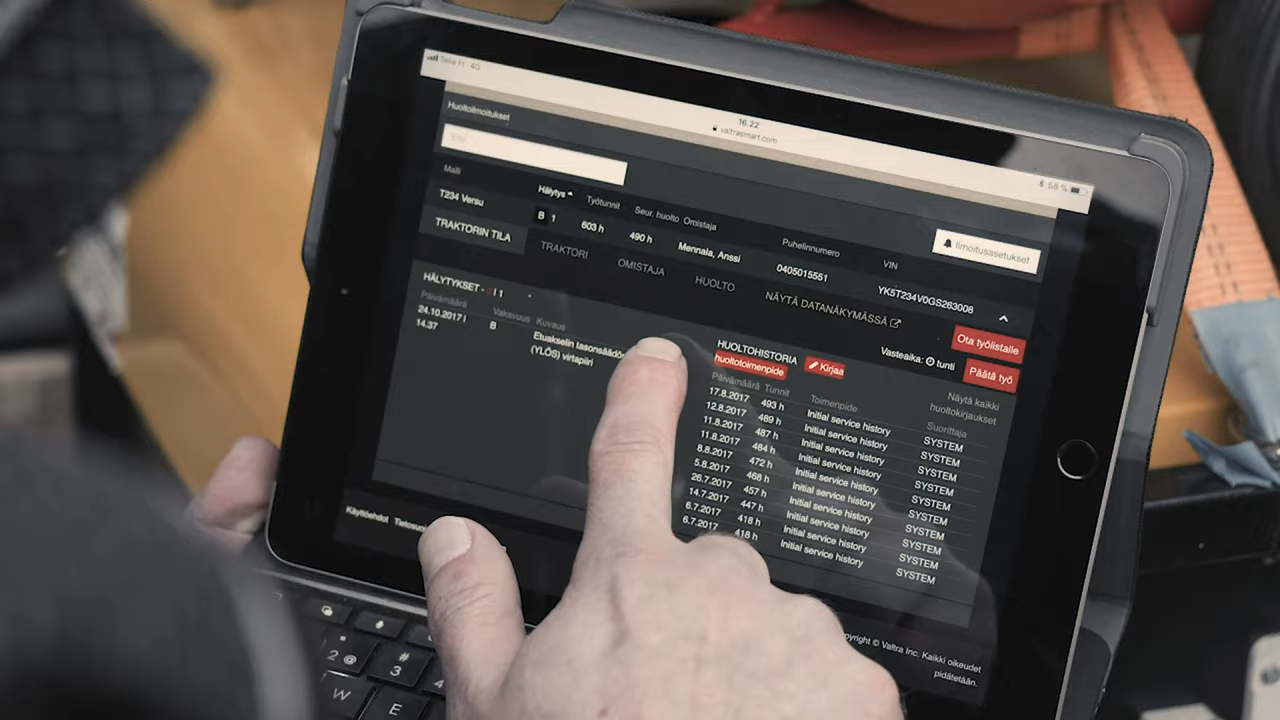 Telia FI 4G
16.22
valtrasmart.com
58 %
Huoltoilmoitukset
Etsi
Ilmoitusasetukset
Malli Hälytys Työtunnit Seur. huolto Omistaja Puhelinnumero VIN
T234 Versu B 1 603 h 490 h Mennala, Anssi 0405015551 YK5T234V0GS263008
TRAKTORIN TILA TRAKTORI OMISTAJA HUOLTO NÄYTÄ DATANÄKYMÄSSÄ
Vasteaika: tunti
Ota työlistalle
Päätä työ
HÄLYTYKSET - 1
Päivämäärä Vakavuus Kuvaus
24.10.2017 B Etuakselin tasonsäädön
14.37 (YLÖS) virtapiiri
HUOLTOHISTORIA
huoltotoimenpide
Kirjaa
Näytä kaikki
huoltokirjaukset
Päivämäärä Tunnit Toimenpide Suorittaja
17.8.2017 493 h Initial service history SYSTEM
12.8.2017 489 h Initial service history SYSTEM
11.8.2017 487 h Initial service history SYSTEM
11.8.2017 484 h Initial service history SYSTEM
8.8.2017 472 h Initial service history SYSTEM
5.8.2017 468 h Initial service history SYSTEM
26.7.2017 457 h Initial service history SYSTEM
14.7.2017 447 h Initial service history SYSTEM
6.7.2017 418 h Initial service history SYSTEM
6.7.2017 418 h Initial service history SYSTEM
Käyttöehdot
pyright © Valtra Inc. Kaikki oikeudet
pidätetään.
2 @
# 3
4
W
E